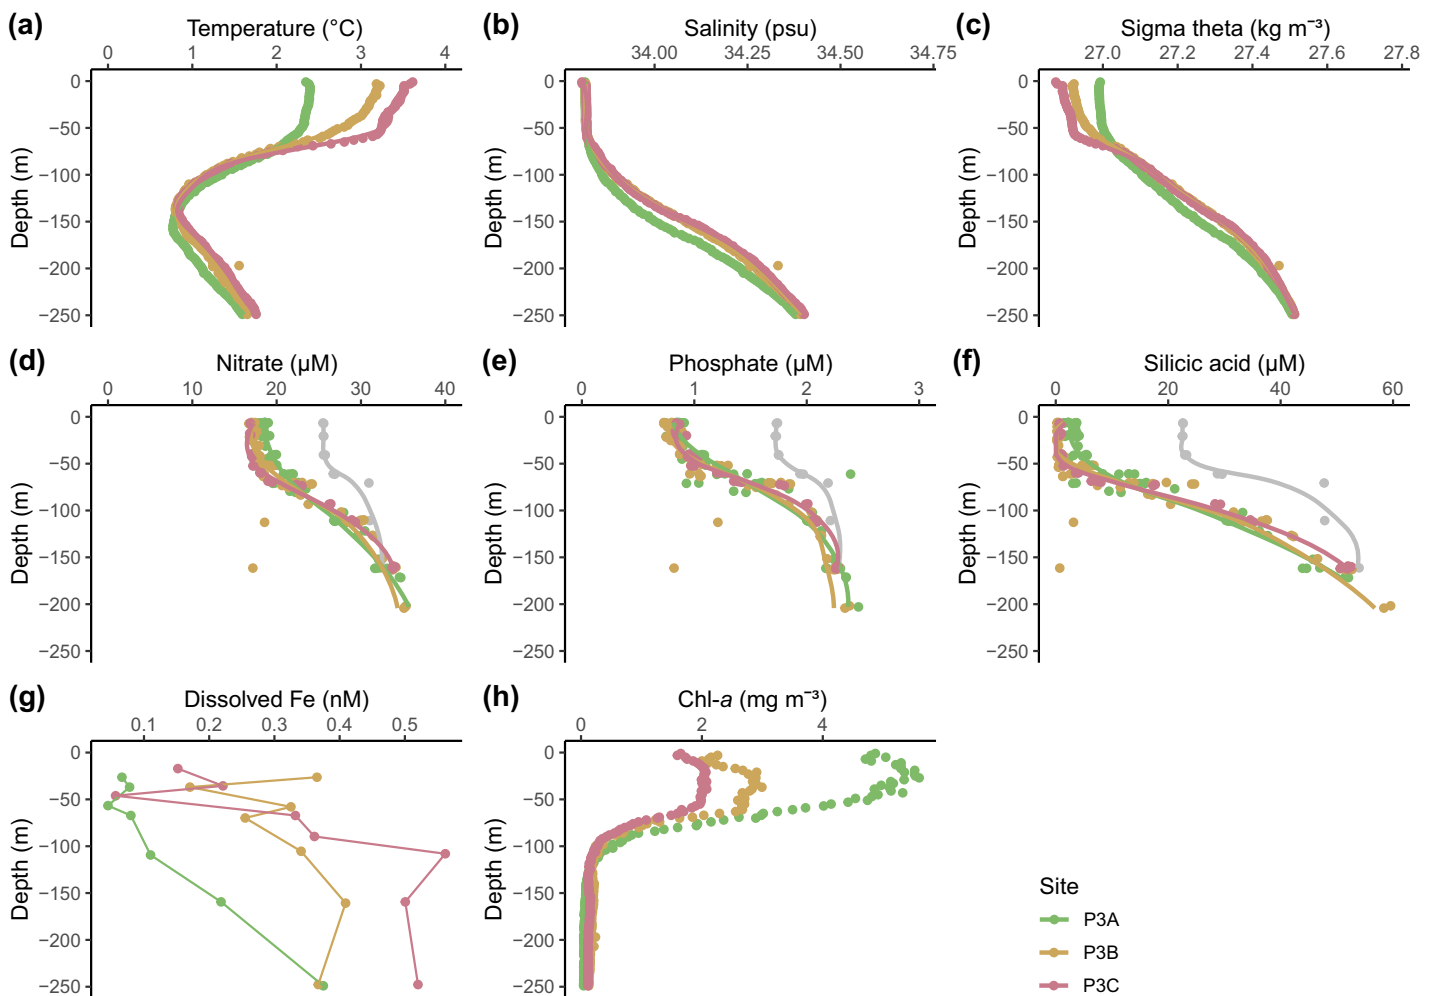 (a) Temperature (°C)
0 1 2 3 4
0
−50
−100
−150
−200
−250
Depth (m)
(b) Salinity (psu)
34.00 34.25 34.50 34.75
0
−50
−100
−150
−200
−250
Depth (m)
(c) Sigma theta (kg m⁻³)
27.0 27.2 27.4 27.6 27.8
0
−50
−100
−150
−200
−250
Depth (m)
(d) Nitrate (μM)
0 10 20 30 40
0
−50
−100
−150
−200
−250
Depth (m)
(e) Phosphate (μM)
0 1 2 3
0
−50
−100
−150
−200
−250
Depth (m)
(f) Silicic acid (μM)
0 20 40 60
0
−50
−100
−150
−200
−250
Depth (m)
(g) Dissolved Fe (nM)
0.1 0.2 0.3 0.4 0.5
0
−50
−100
−150
−200
−250
Depth (m)
(h) Chl-a (mg m⁻³)
0 2 4
0
−50
−100
−150
−200
−250
Depth (m)
Site
P3A
P3B
P3C